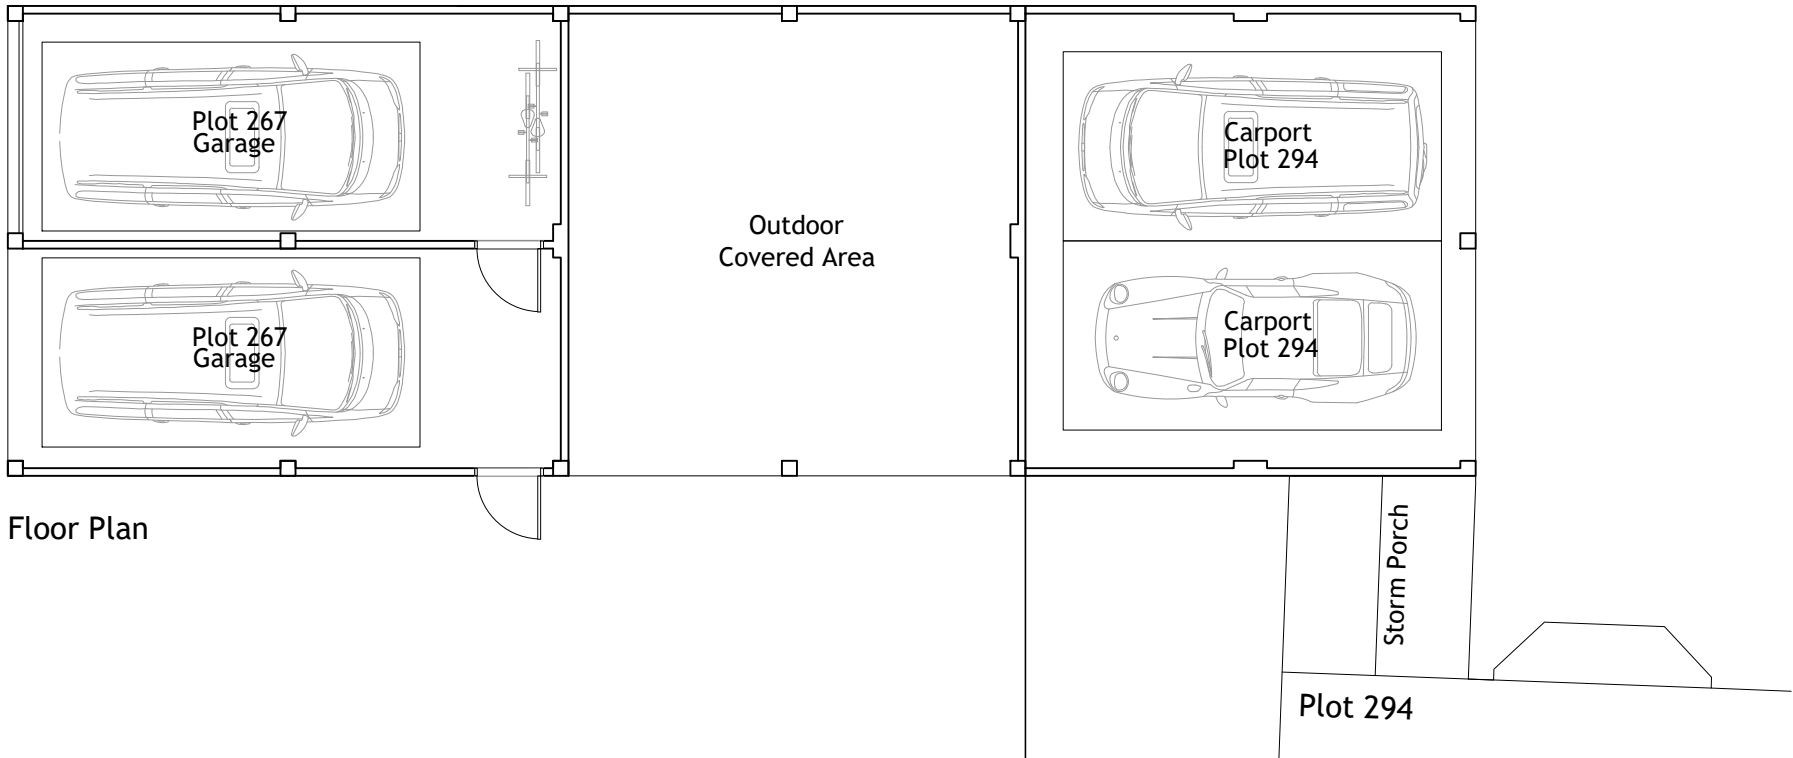 Plot 267
Garage
Carport
Plot 294
Outdoor
Covered Area
Plot 267
Garage
Carport
Plot 294
Floor Plan
Storm Porch
Plot 294